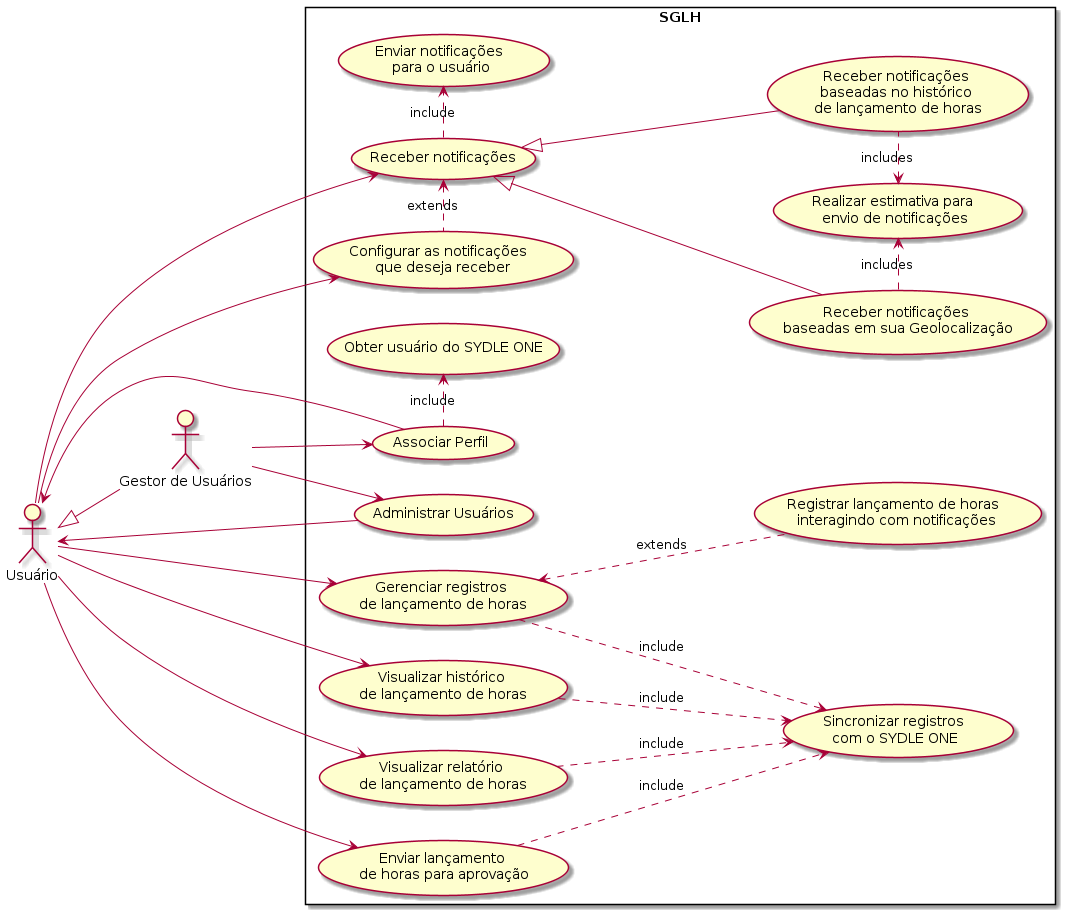 SGLH
Enviar notificações
para o usuário
include
Receber notificações
extends
Configurar as notificações
que deseja receber
Receber notificações
baseadas no histórico
de lançamento de horas
includes
Realizar estimativa para
envio de notificações
includes
Receber notificações
baseadas em sua Geolocalização
Obter usuário do SYDLE ONE
include
Associar Perfil
Gestor de Usuários
Administrar Usuários
Usuário
Registrar lançamento de horas
interagindo com notificações
extends
Gerenciar registros
de lançamento de horas
include
Visualizar histórico
de lançamento de horas
include
Sincronizar registros
com o SYDLE ONE
include
Visualizar relatório
de lançamento de horas
include
Enviar lançamento
de horas para aprovação